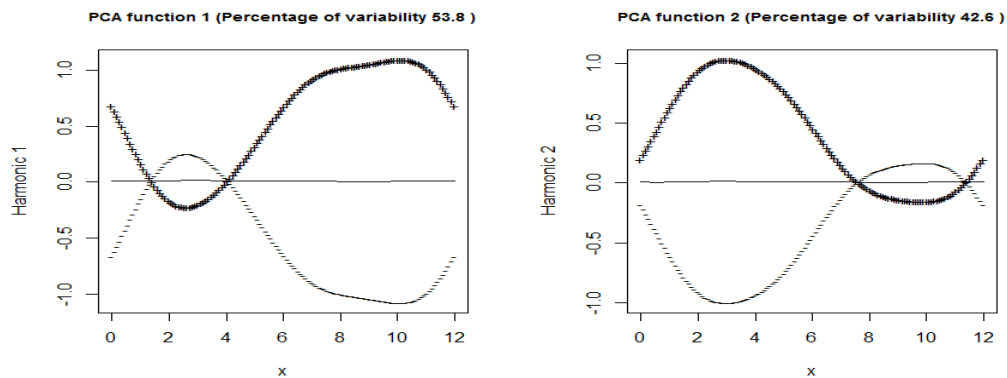 PCA function 1 (Percentage of variability 53.8 )
Harmonic 1
1.0
0.5
0.0
-0.5
-1.0
0 2 4 6 8 10 12
x
PCA function 2 (Percentage of variability 42.6 )
Harmonic 2
1.0
0.5
0.0
-0.5
-1.0
0 2 4 6 8 10 12
x